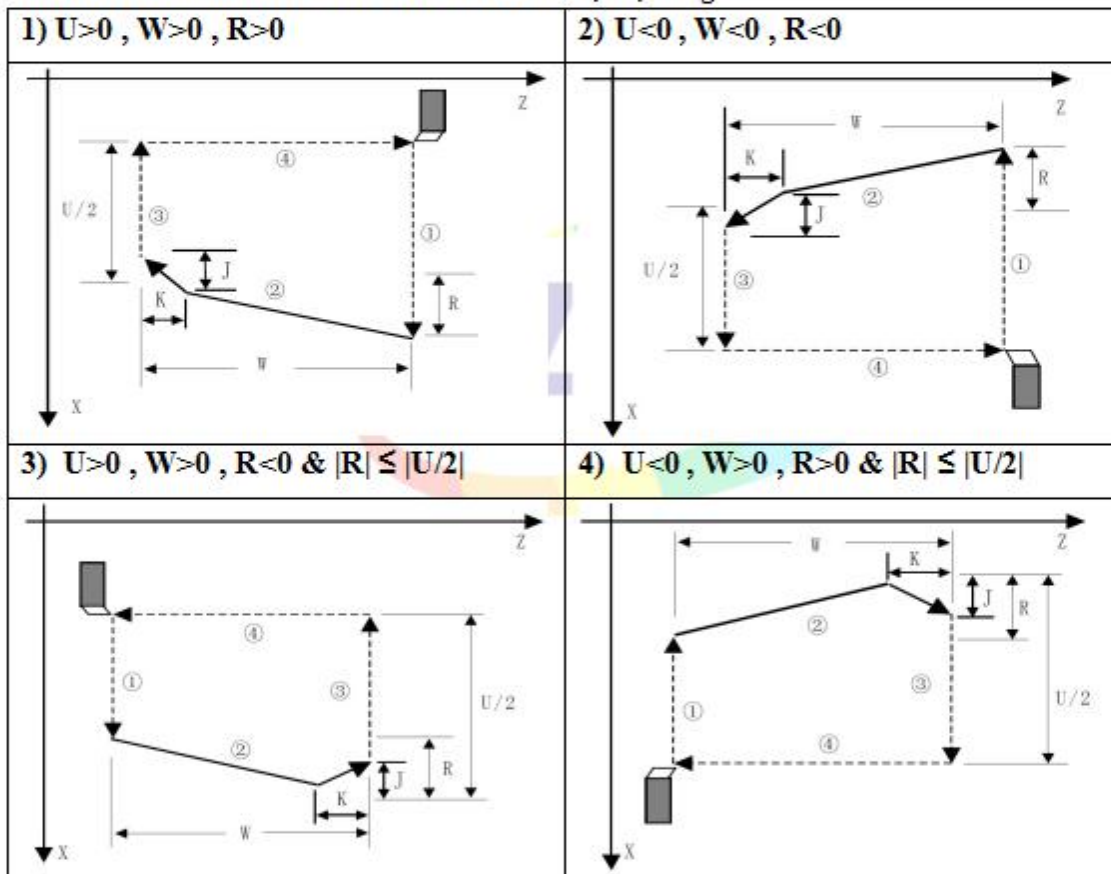 1) U>0 , W>0 , R>0
2) U<0 , W<0 , R<0
Z
④
U/2
③
①
J
②
K
R
W
X
Z
W
K
R
②
J
①
U/2
③
④
X
3) U>0 , W>0 , R<0 & |R| ≤ |U/2|
4) U<0 , W>0 , R>0 & |R| ≤ |U/2|
Z
④
①
③
U/2
②
R
J
K
W
X
Z
W
K
J
R
②
③
U/2
①
④
X